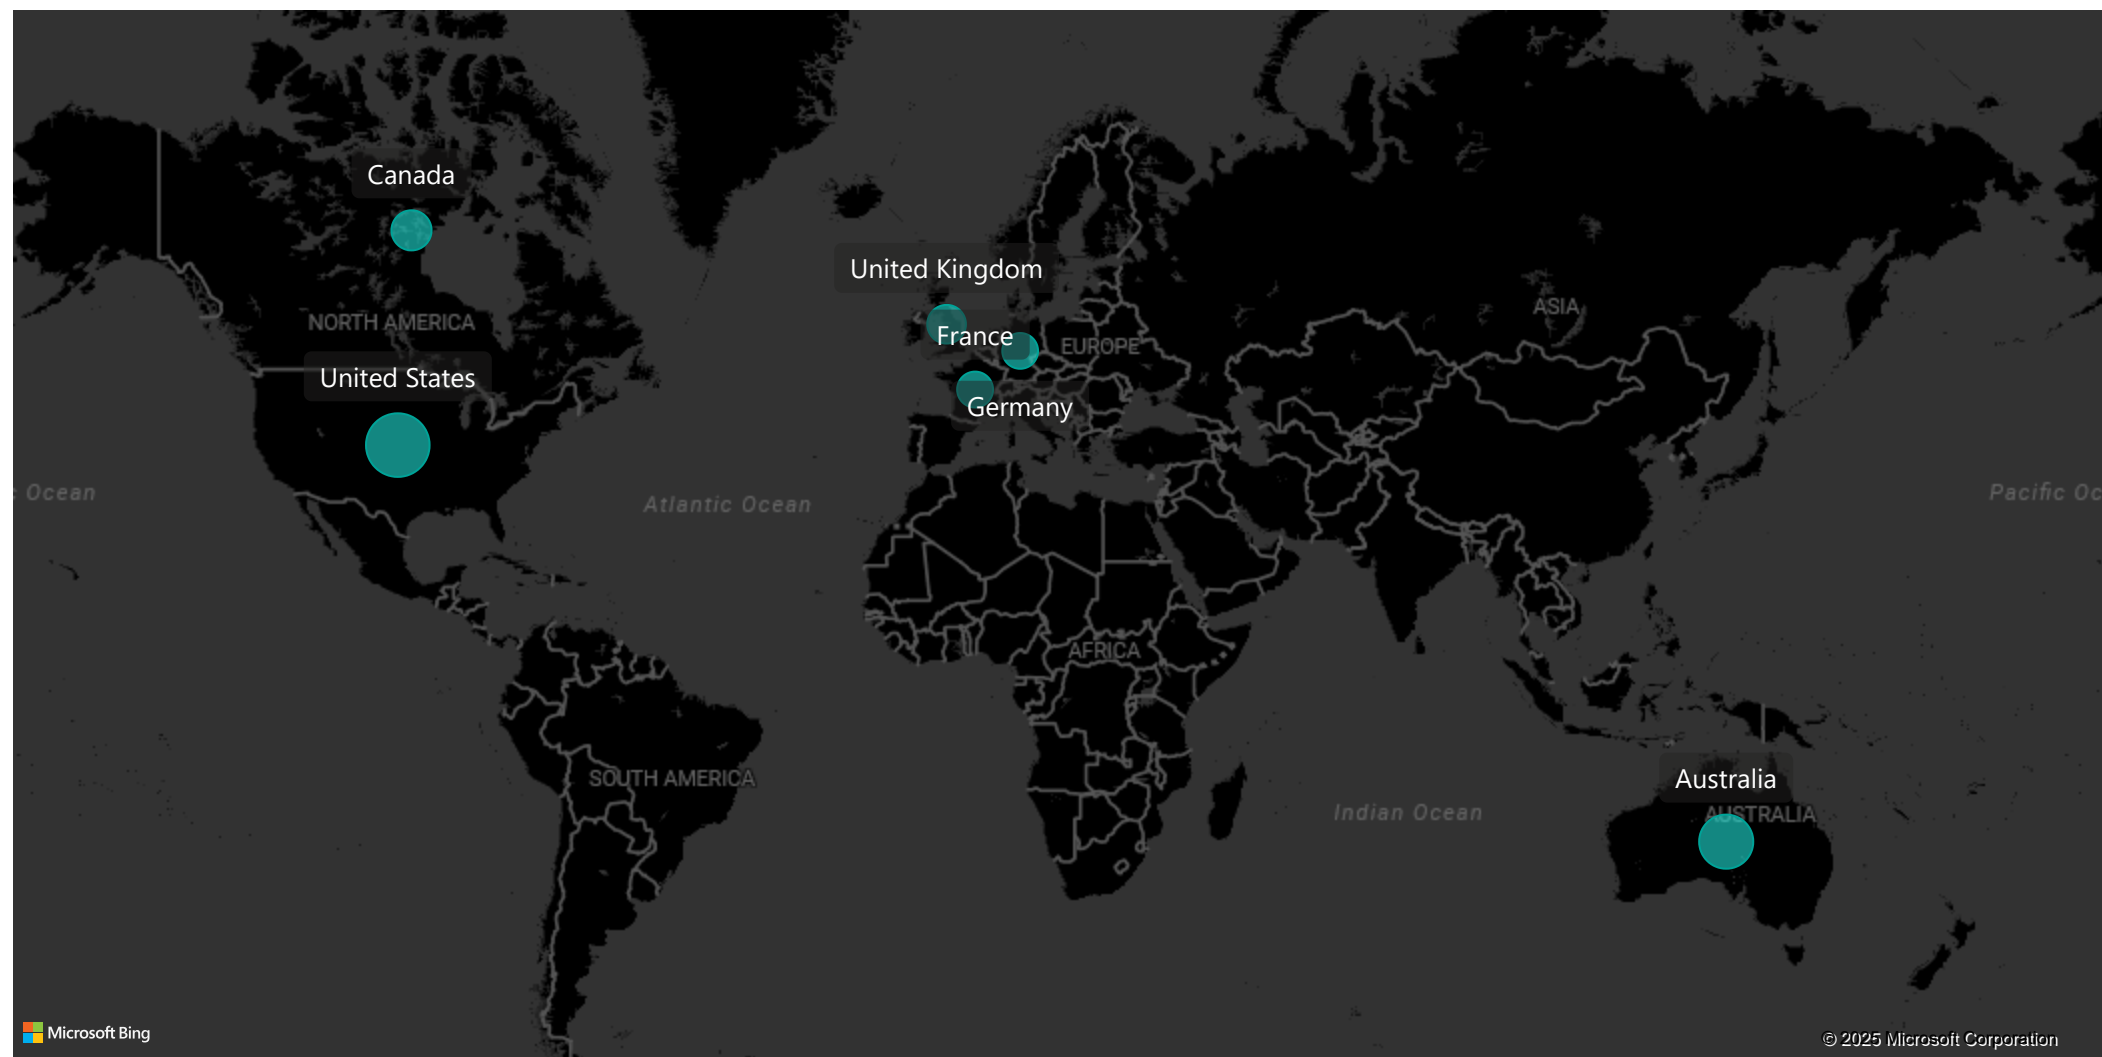 Canada
United Kingdom
NORTH AMERICA
ASIA
France
EUROPE
United States
Germany
c Ocean
Atlantic Ocean
Pacific Oc
AFRICA
SOUTH AMERICA
Australia
AUSTRALIA
Indian Ocean
Microsoft Bing
© 2025 Microsoft Corporation